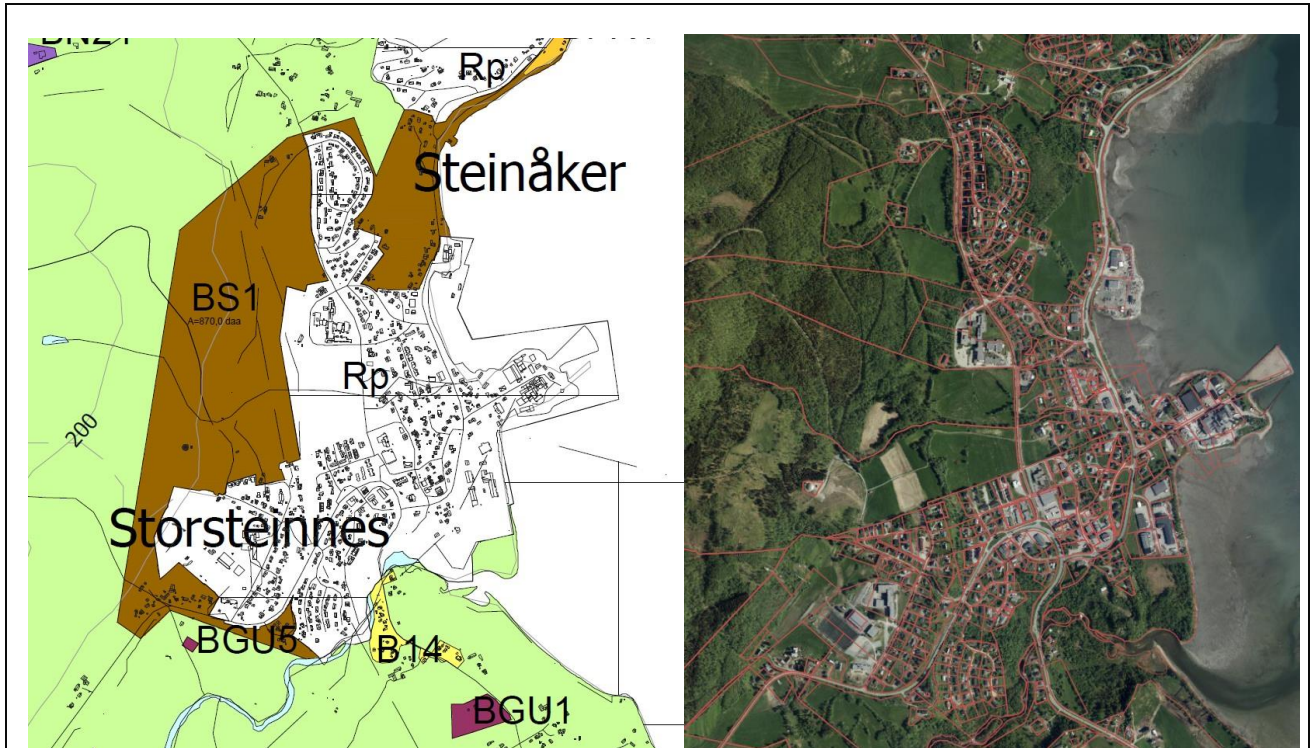 Rp
Steinåker
BS1
A=870,0 daa
Rp
200
Storsteinnes
BGU5
B14
BGU1